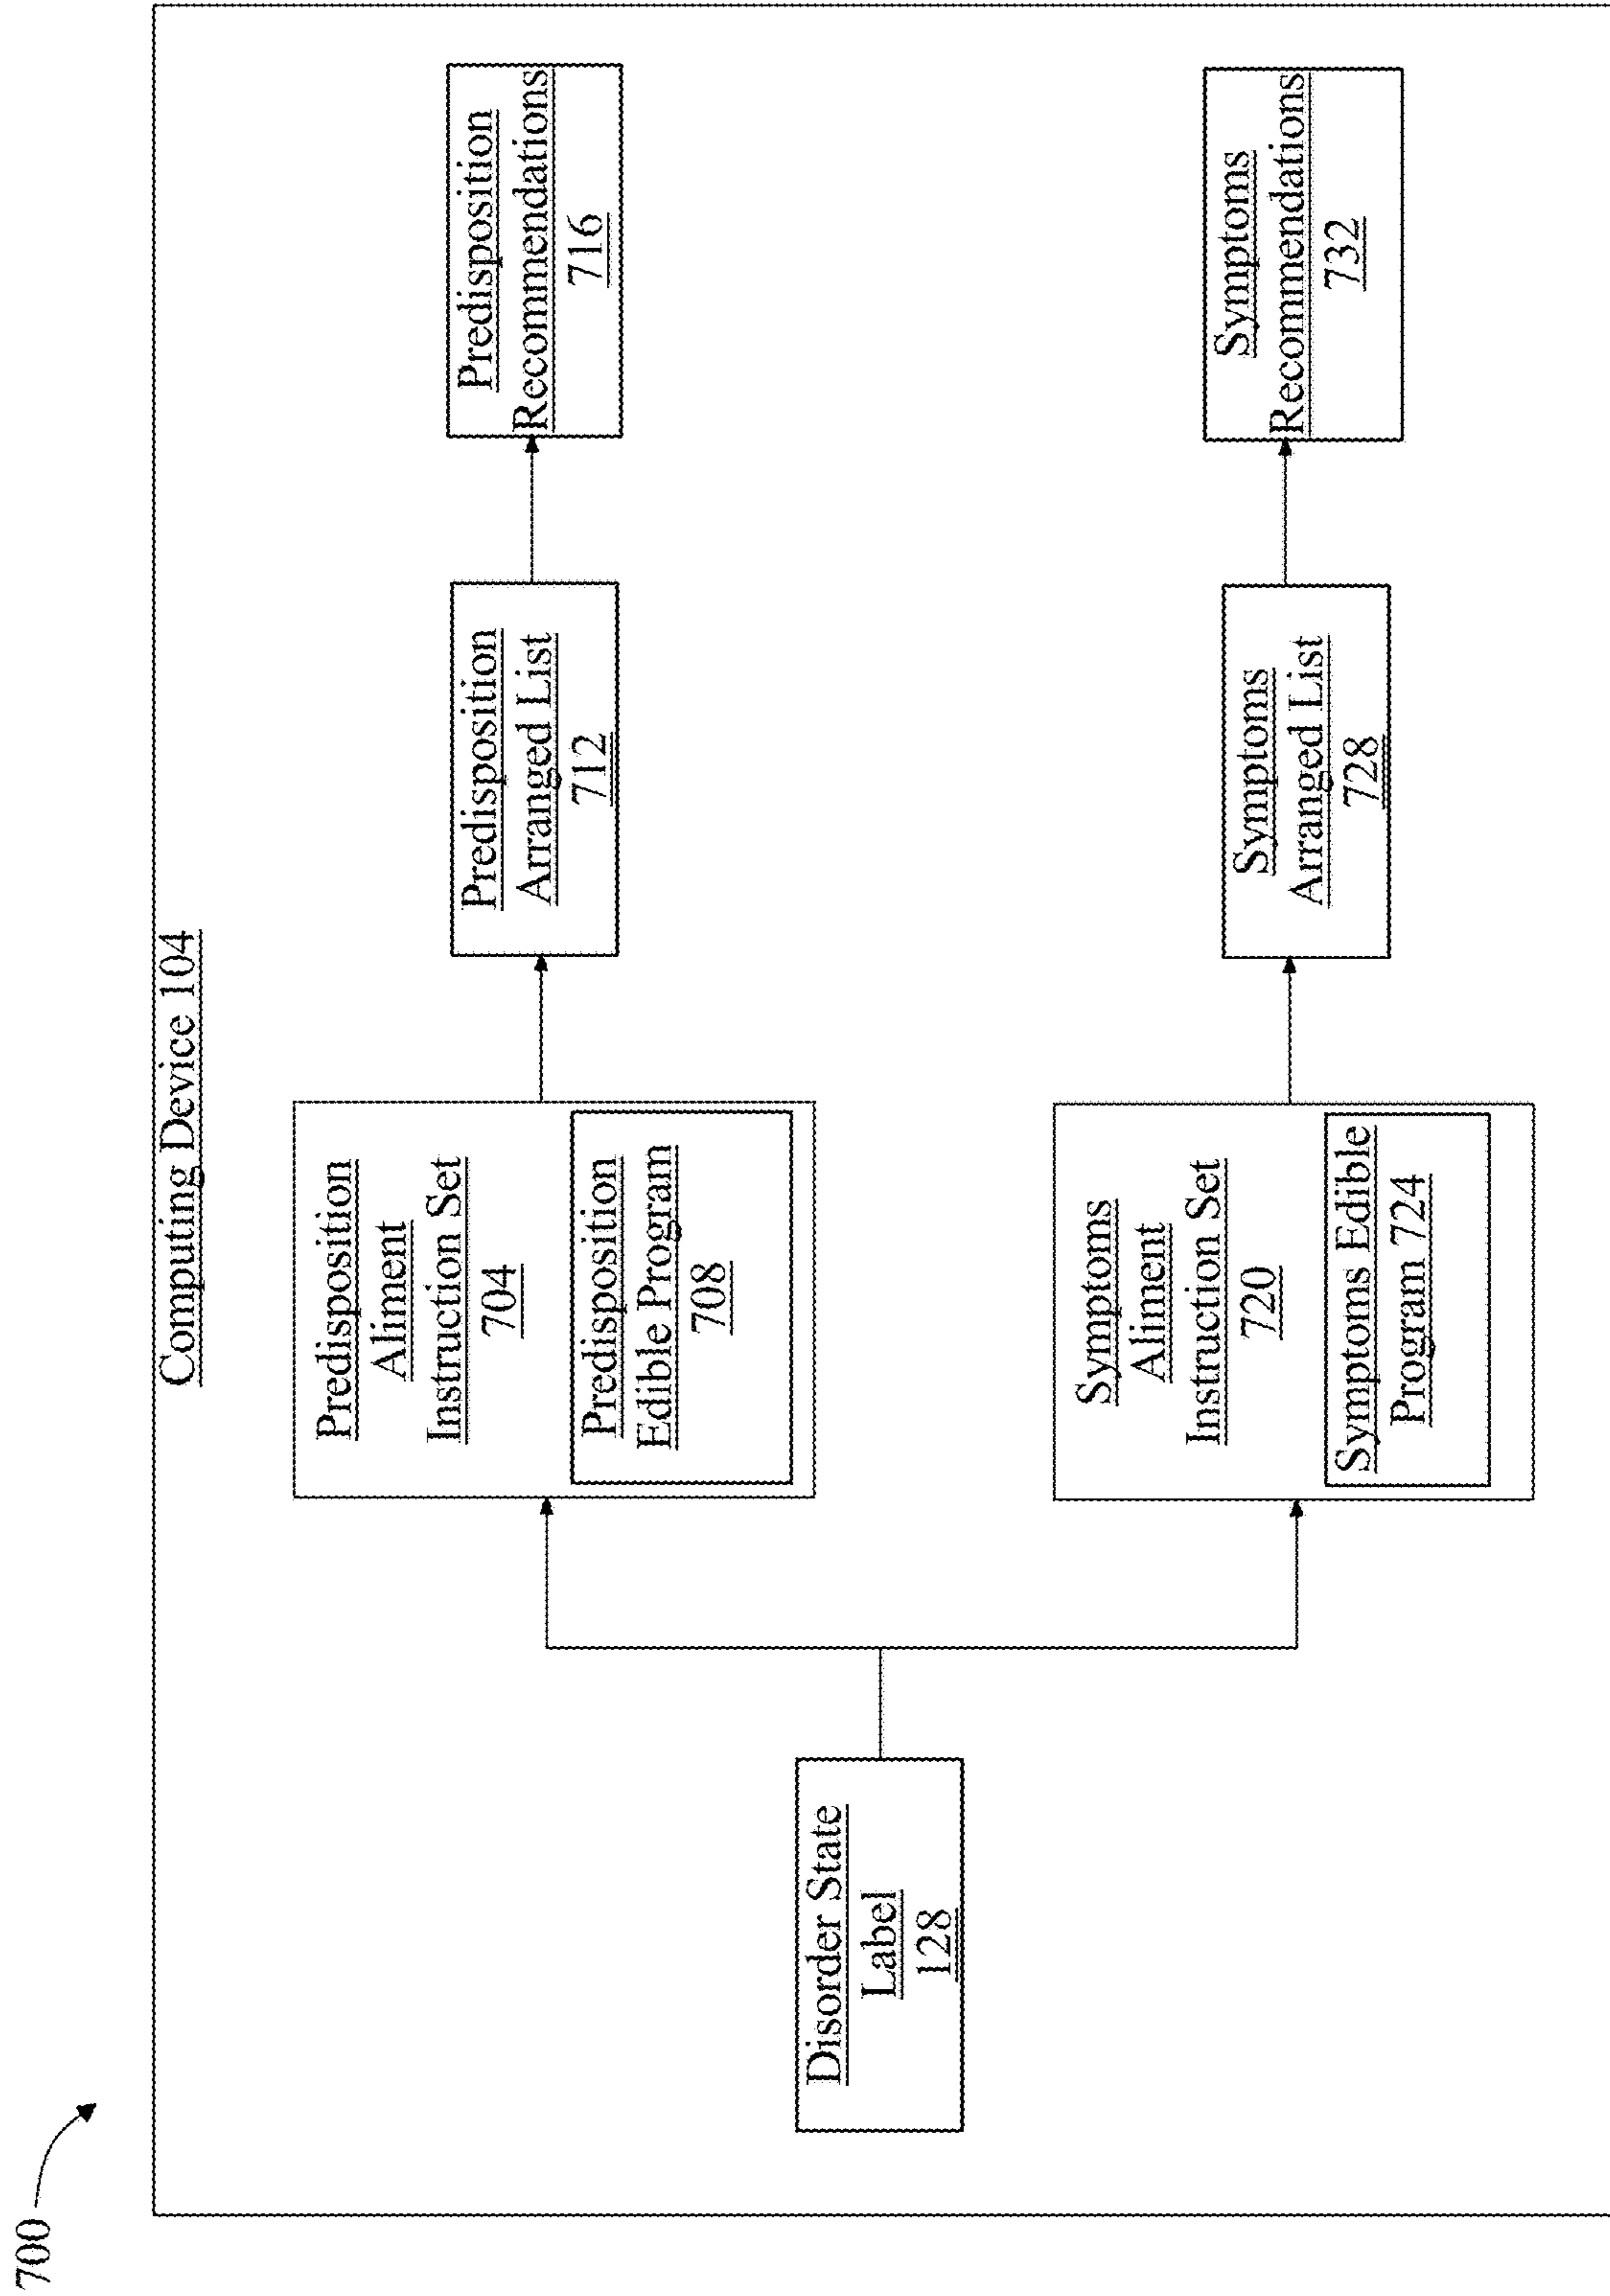 700
Computing Device 104
Disorder State
Label
128
Predisposition
Aliment
Instruction Set
704
Predisposition
Edible Program
708
Predisposition
Arranged List
712
Predisposition
Recommendations
716
Symptoms
Aliment
Instruction Set
720
Symptoms Edible
Program 724
Symptoms
Arranged List
728
Symptoms
Recommendations
732